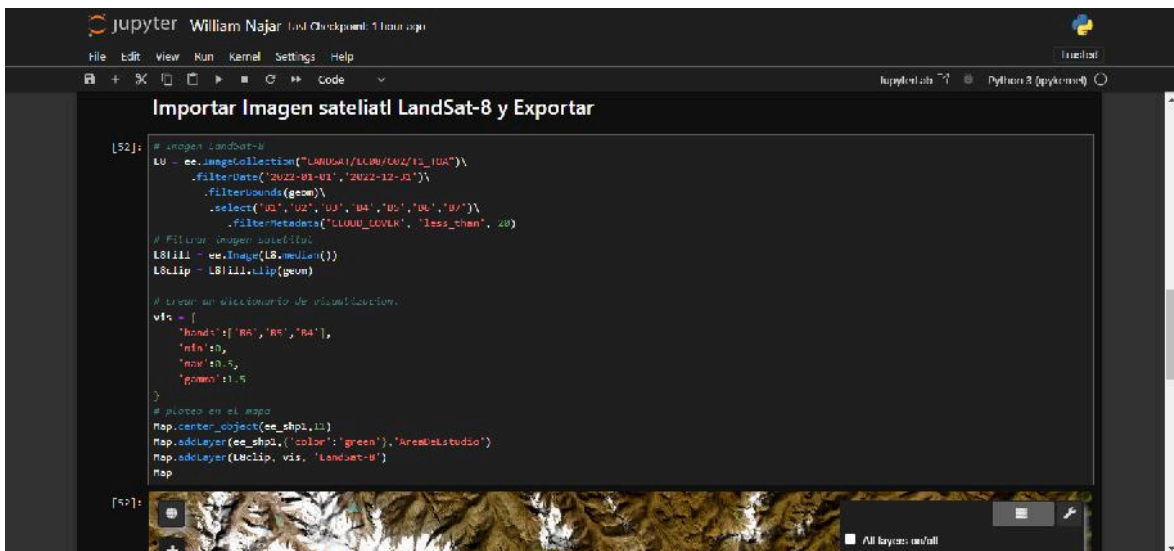 jupyter William Najar Last Checkpoint: 1 hour ago
File Edit View Run Kernel Settings Help
Trusted
Code
JupyterLab
Python 3 (ipykernel)
Importar Imagen sateliatl LandSat-8 y Exportar
[52]:
# Imagen LandSat-8
L8 = ee.ImageCollection("LANDSAT/LC08/C02/T1_TOA")\
.filterDate('2022-01-01','2022-12-31')\
.filterBounds(geom)\
.select('B1','B2','B3','B4','B5','B6','B7')\
.filterMetadata("CLOUD_COVER", "less_than", 20)
# Filtrar imagen satelital
L8fill = ee.Image(L8.median())
L8clip = L8fill.clip(geom)
# Crear un diccionario de visualizacion.
vis = {
'bands':['B6','B5','B4'],
'min':0,
'max':0.5,
'gamma':1.5
}
# ploteo en el mapa
Map.center_object(ee_shp1,11)
Map.addLayer(ee_shp1,{'color':'green'},'AreaDeLstudio')
Map.addLayer(L8clip, vis, 'LandSat-8')
Map
[52]:
All layers on/off